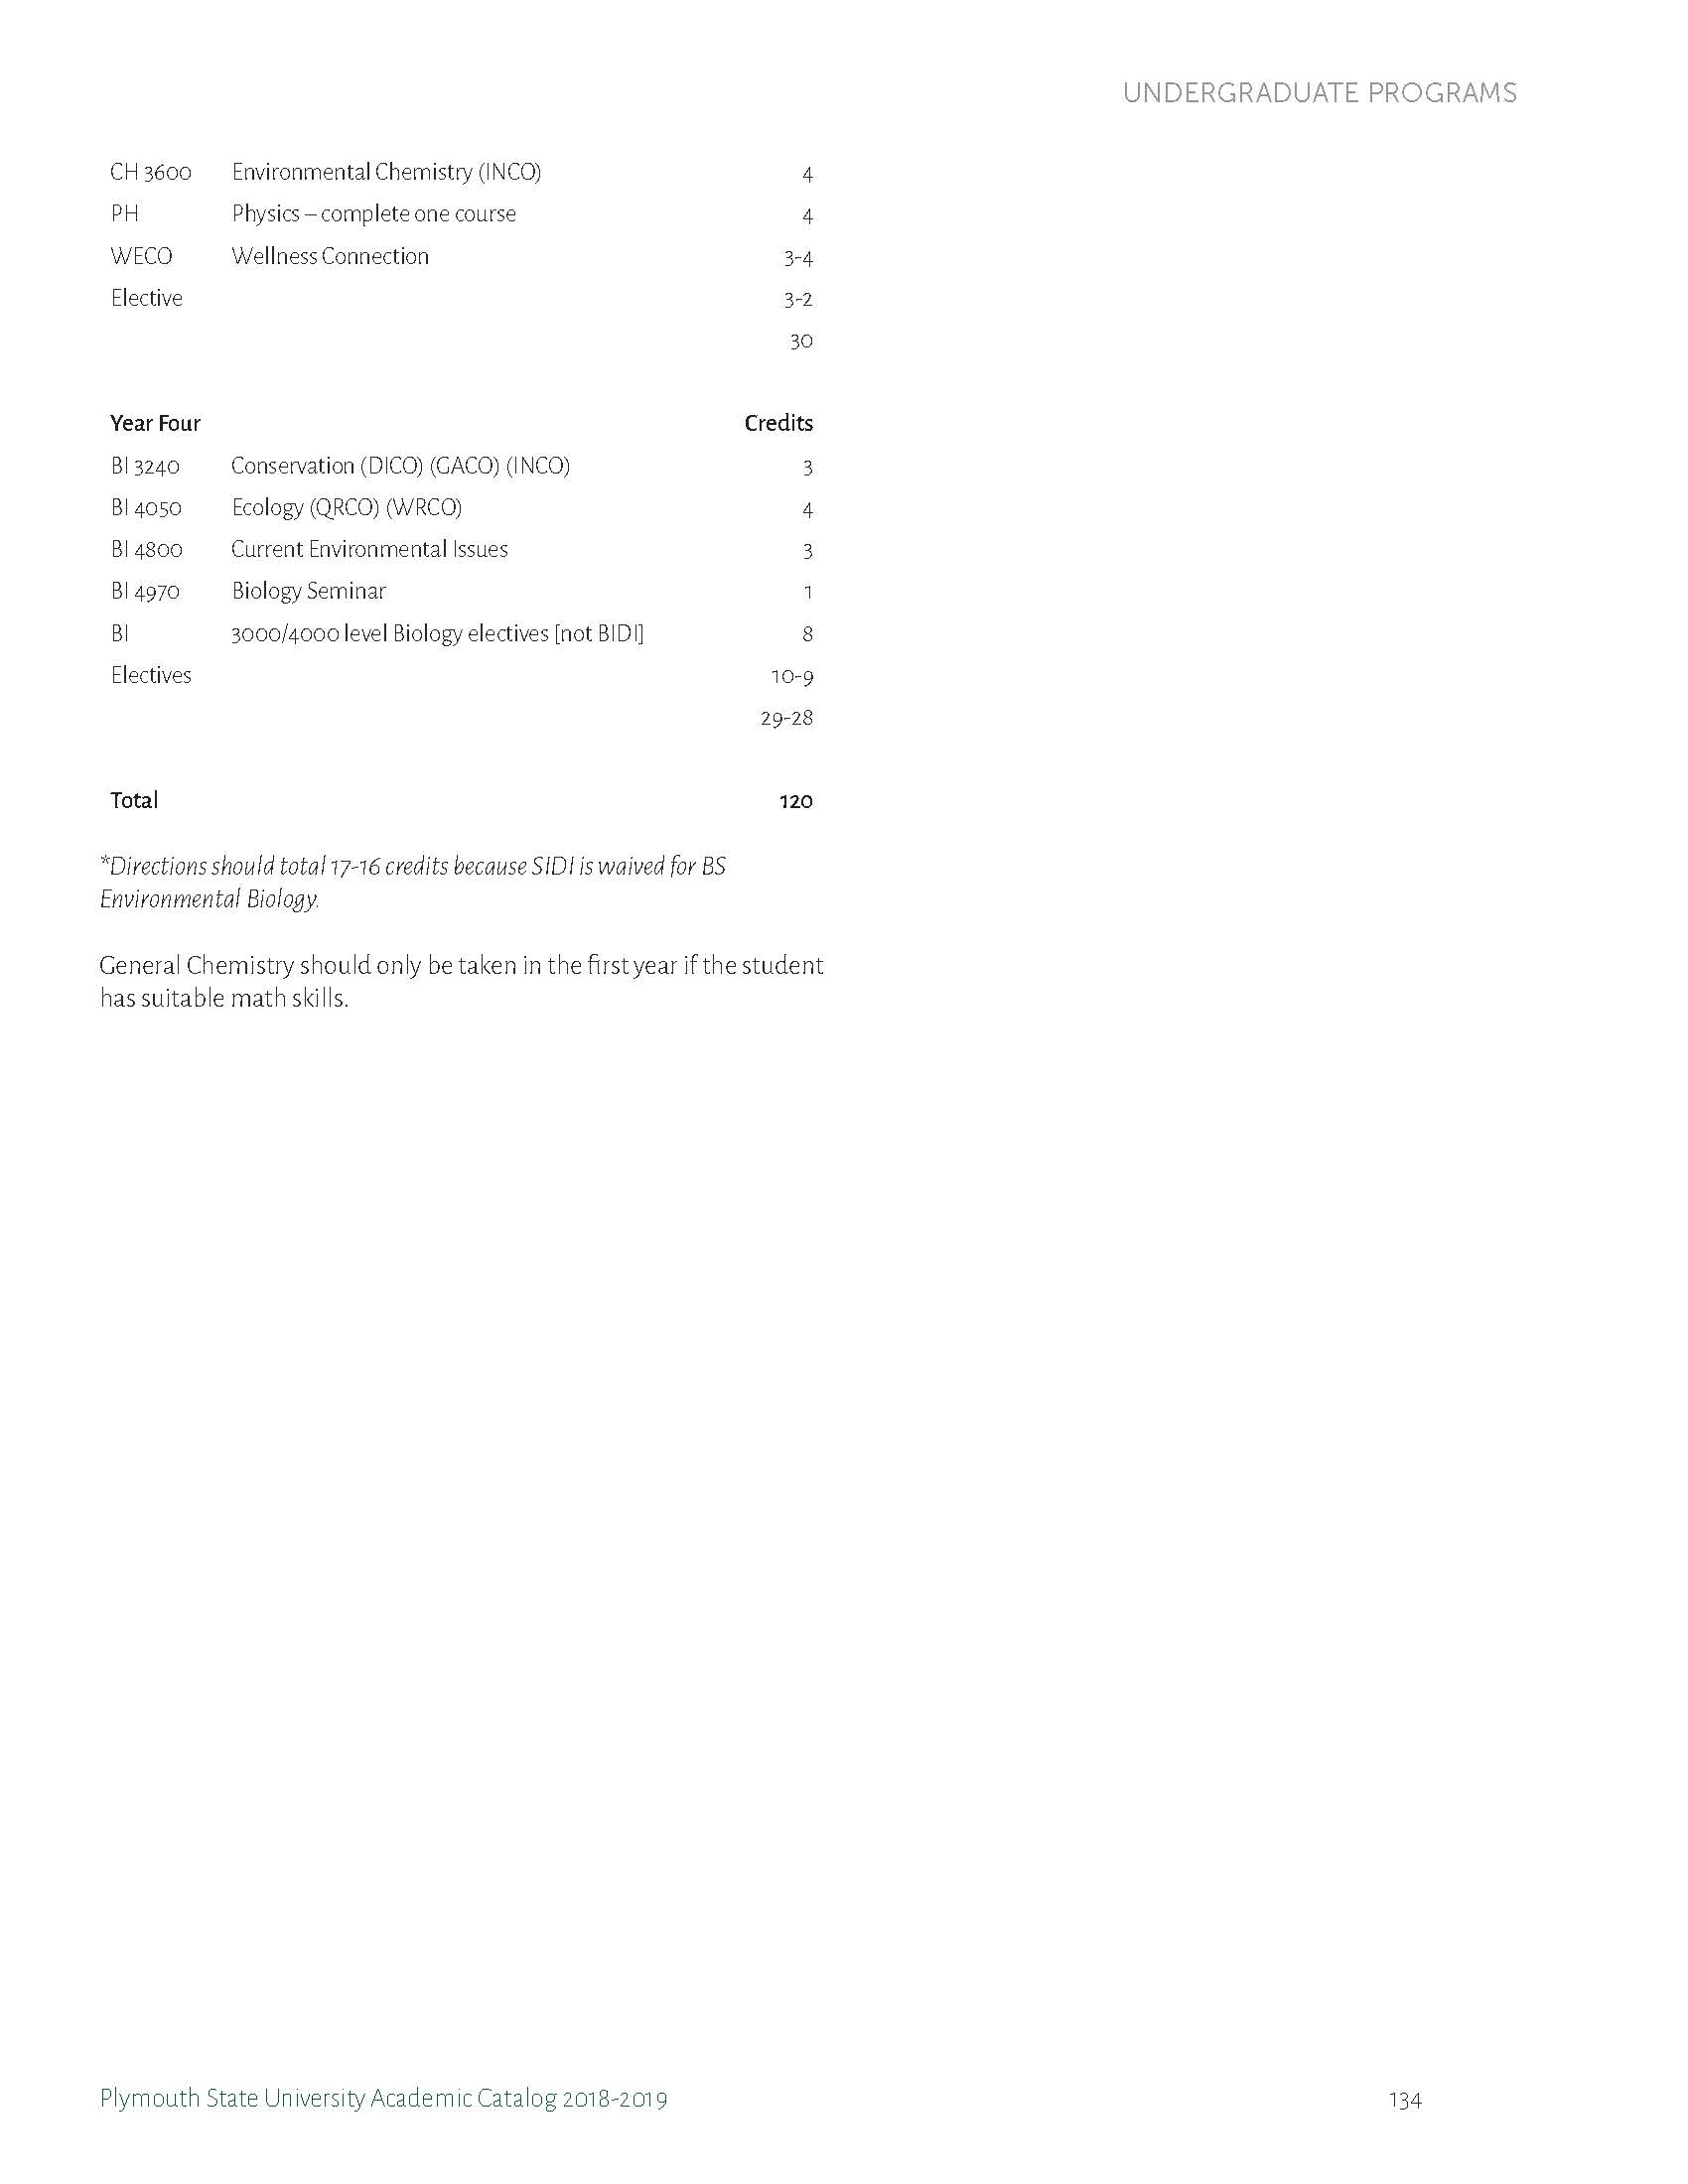 UNDERGRADUATE PROGRAMS
CH 3600 Environmental Chemistry (INCO) 4
PH Physics – complete one course 4
WECO Wellness Connection 3-4
Elective 3-2
30
Year Four Credits
BI 3240 Conservation (DICO) (GACO) (INCO) 3
BI 4050 Ecology (QRCO) (WRCO) 4
BI 4800 Current Environmental Issues 3
BI 4970 Biology Seminar 1
BI 3000/4000 level Biology electives [not BIDI] 8
Electives 10-9
29-28
Total 120
*Directions should total 17-16 credits because SIDI is waived for BS
Environmental Biology.
General Chemistry should only be taken in the first year if the student
has suitable math skills.
Plymouth State University Academic Catalog 2018-2019 134